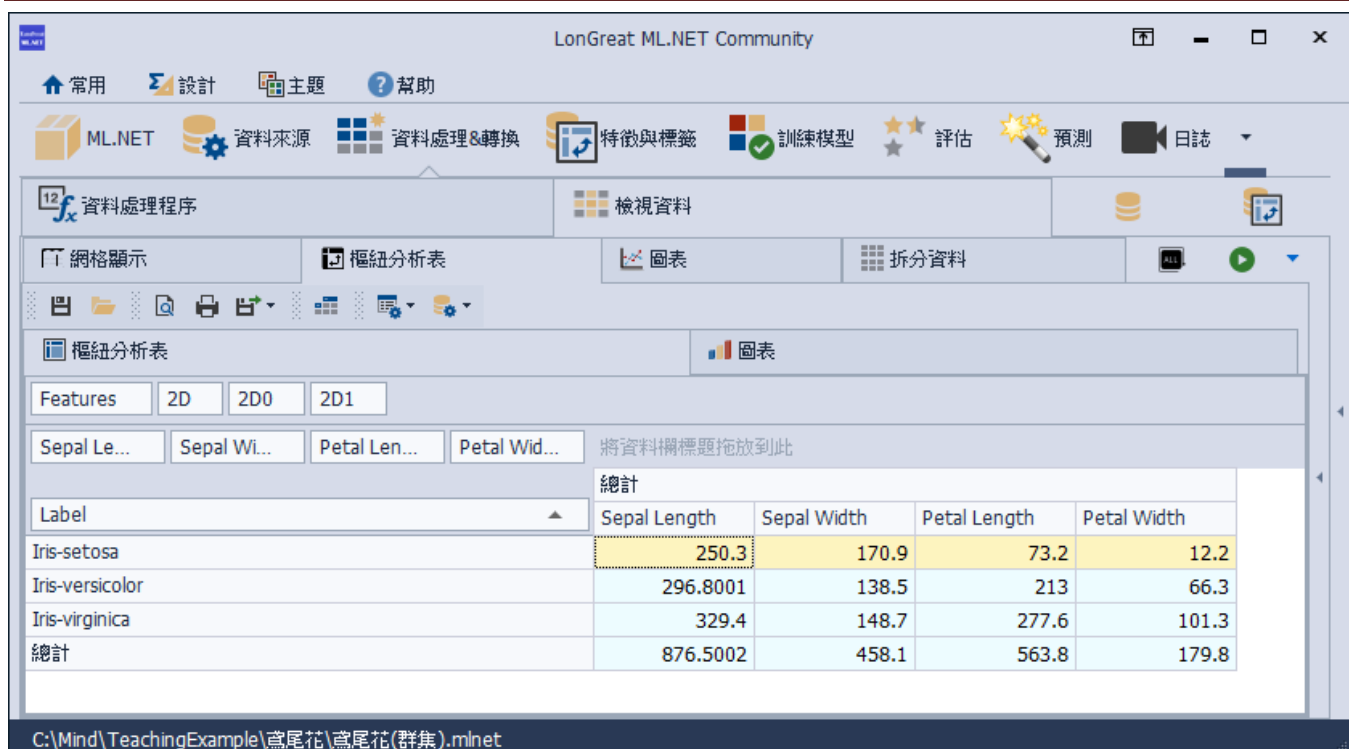 LonGreat ML.NET
LonGreat ML.NET Community
常用 設計 主題 幫助
ML.NET 資料來源 資料處理&轉換 特徵與標籤 訓練模型 評估 預測 日誌
資料處理程序 檢視資料
網格顯示 樞紐分析表 圖表 拆分資料 ALL
樞紐分析表 圖表
Features 2D 2D0 2D1
Sepal Le... Sepal Wi... Petal Len... Petal Wid... 將資料欄標題拖放到此
總計
Label Sepal Length Sepal Width Petal Length Petal Width
Iris-setosa 250.3 170.9 73.2 12.2
Iris-versicolor 296.8001 138.5 213 66.3
Iris-virginica 329.4 148.7 277.6 101.3
總計 876.5002 458.1 563.8 179.8
C:\Mind\TeachingExample\鳶尾花\鳶尾花(群集).mlnet